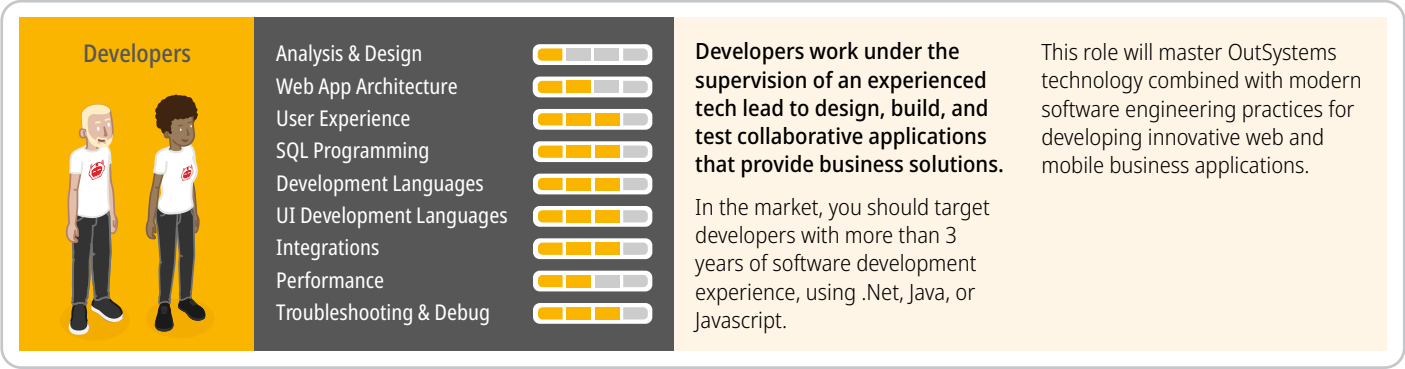 Developers
Analysis & Design
Web App Architecture
User Experience
SQL Programming
Development Languages
UI Development Languages
Integrations
Performance
Troubleshooting & Debug
Developers work under the
supervision of an experienced
tech lead to design, build, and
test collaborative applications
that provide business solutions.
In the market, you should target
developers with more than 3
years of software development
experience, using .Net, Java, or
Javascript.
This role will master OutSystems
technology combined with modern
software engineering practices for
developing innovative web and
mobile business applications.